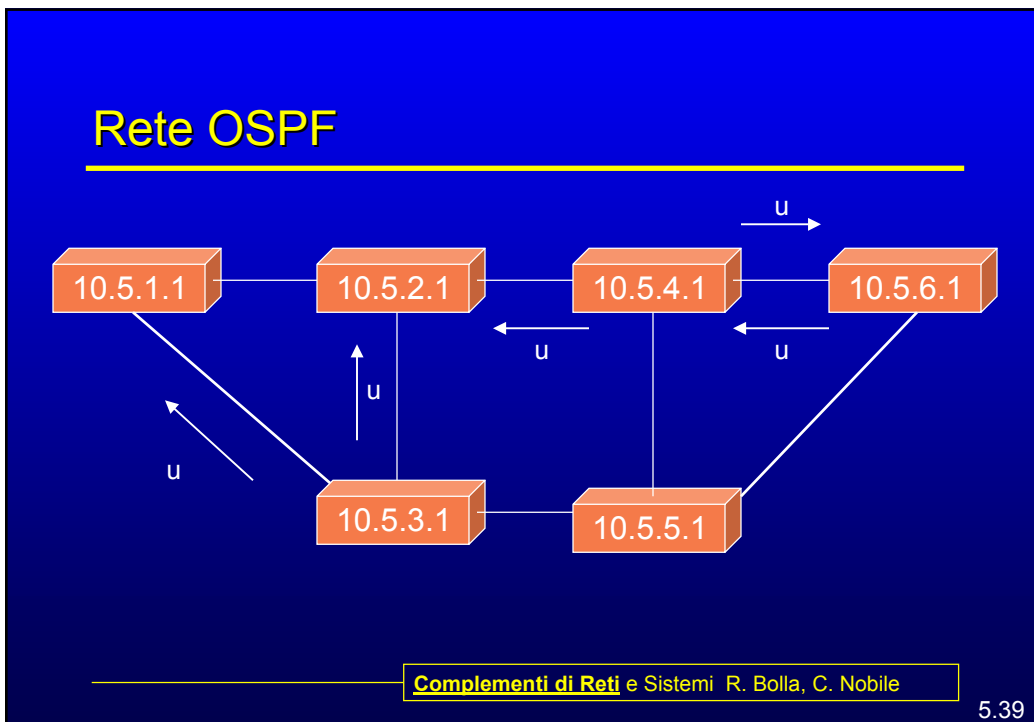 Rete OSPF
u
10.5.1.1
10.5.2.1
10.5.4.1
10.5.6.1
u
u
u
u
10.5.3.1
10.5.5.1
Complementi di Reti e Sistemi R. Bolla, C. Nobile
5.39